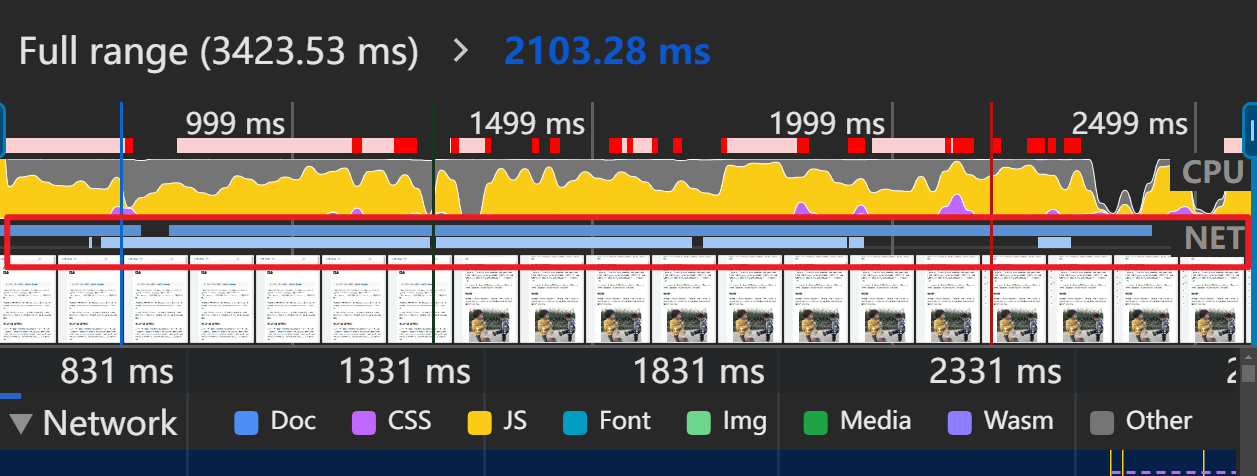 Full range (3423.53 ms) > 2103.28 ms
999 ms 1499 ms 1999 ms 2499 ms
CPU
NET
831 ms 1331 ms 1831 ms 2331 ms
▼ Network Doc CSS JS Font Img Media Wasm Other